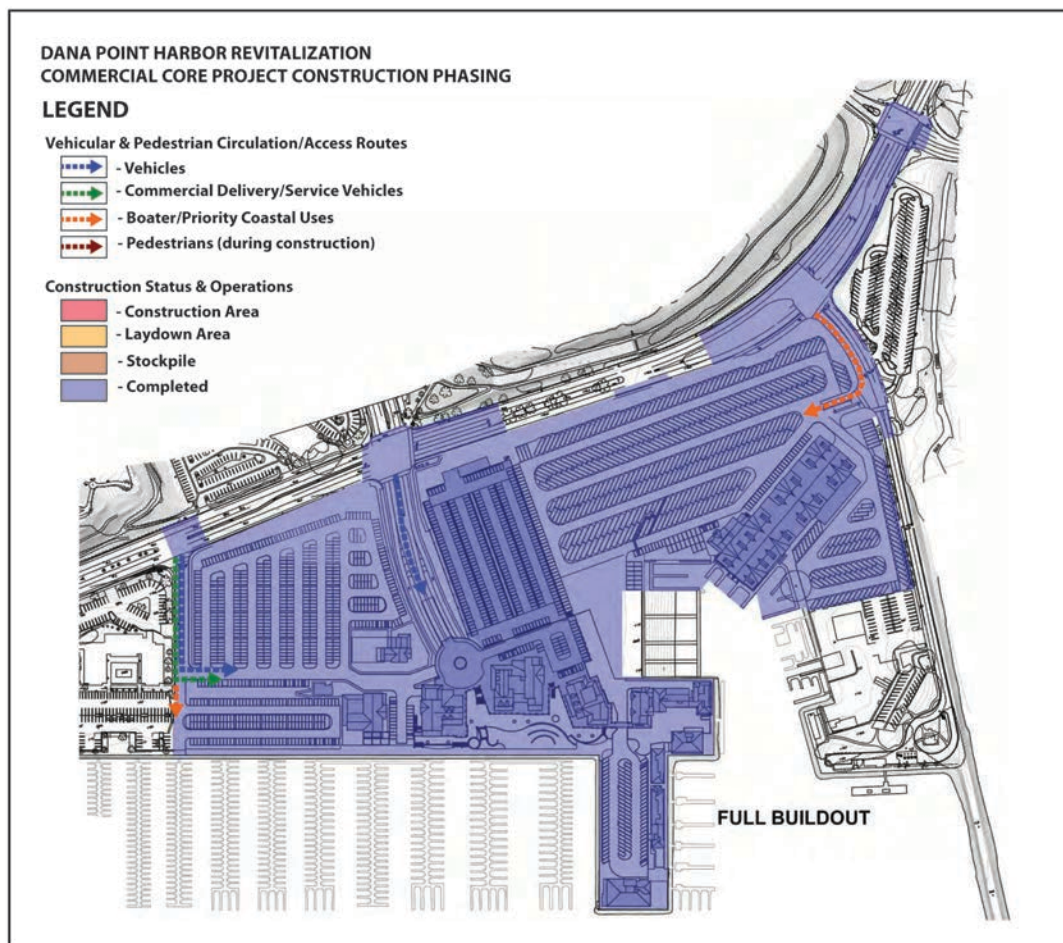 DANA POINT HARBOR REVITALIZATION
COMMERCIAL CORE PROJECT CONSTRUCTION PHASING
LEGEND
Vehicular & Pedestrian Circulation/Access Routes
- Vehicles
- Commercial Delivery/Service Vehicles
- Boater/Priority Coastal Uses
- Pedestrians (during construction)
Construction Status & Operations
- Construction Area
- Laydown Area
- Stockpile
- Completed
FULL BUILDOUT